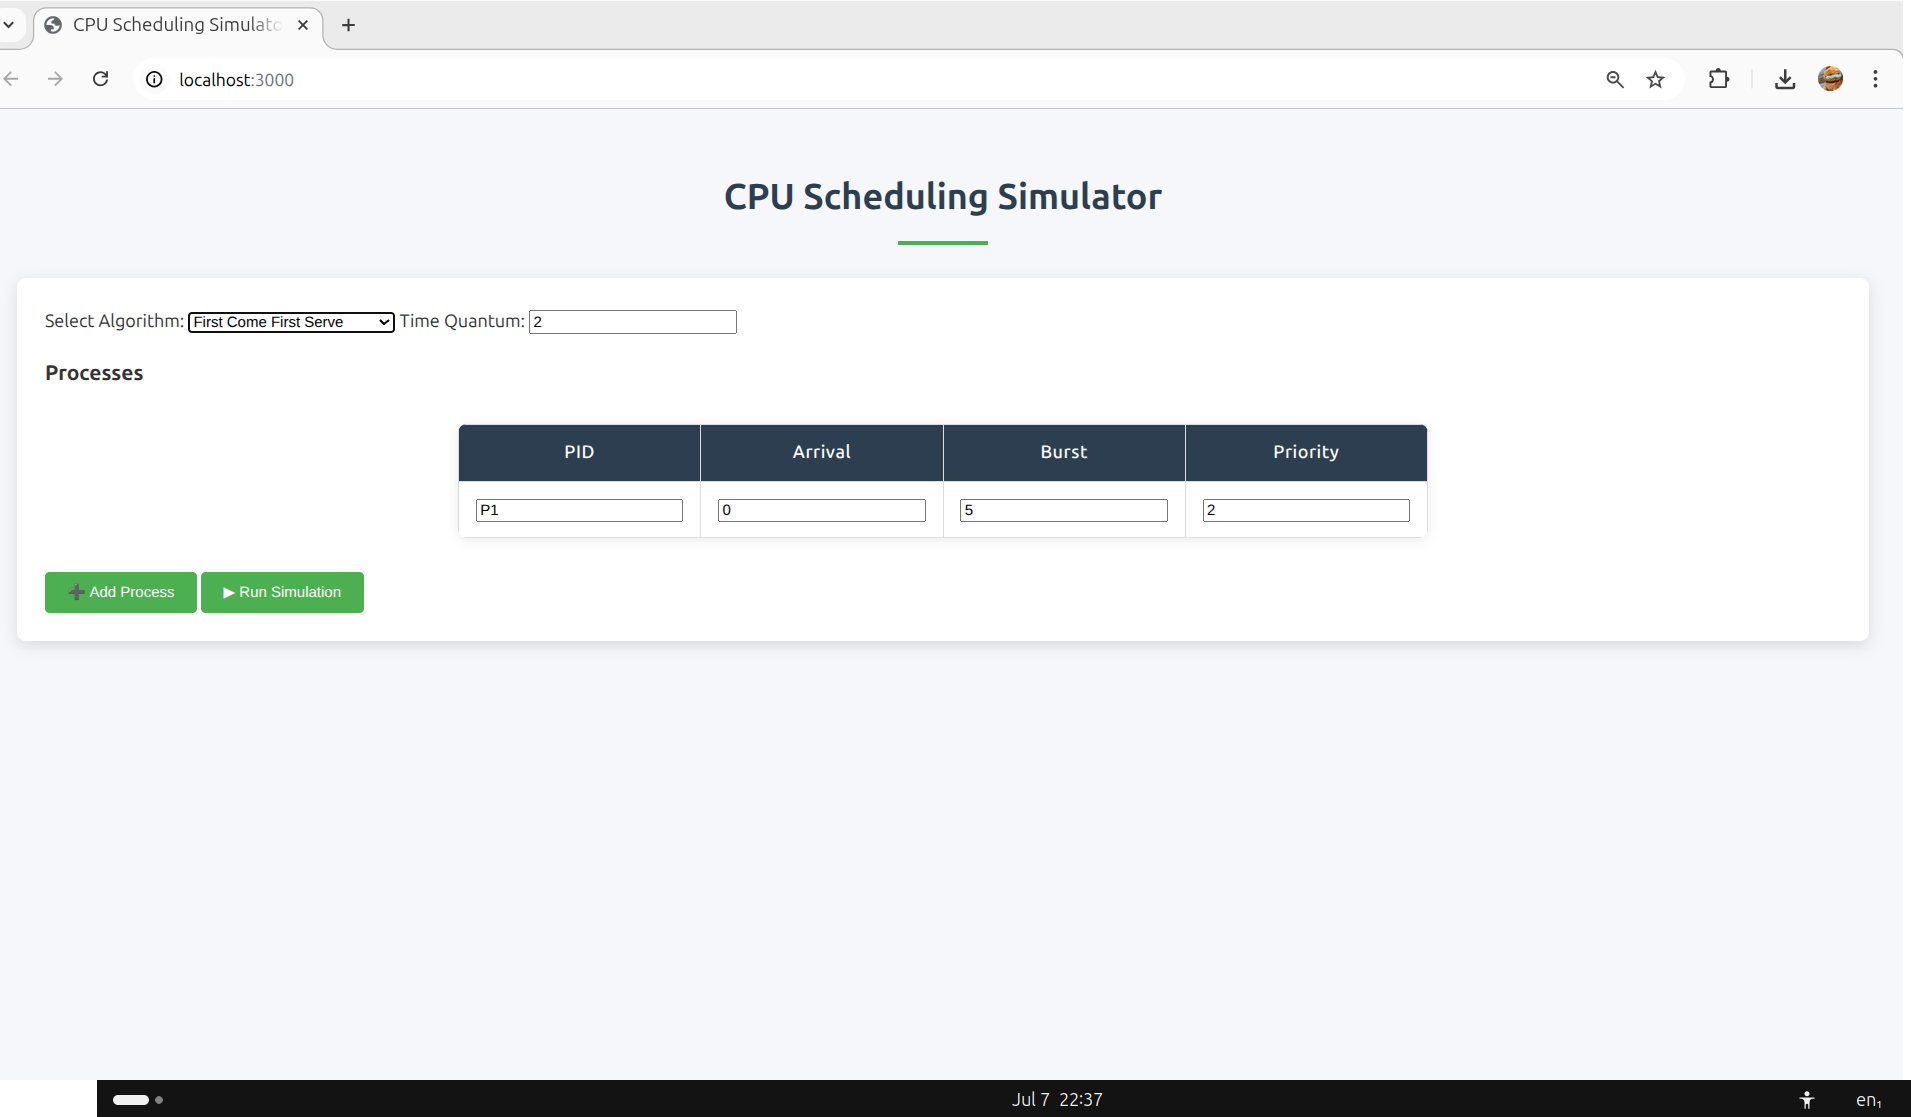 CPU Scheduling Simulato
localhost:3000
CPU Scheduling Simulator
Select Algorithm: First Come First Serve Time Quantum: 2
Processes
PID Arrival Burst Priority
P1 0 5 2
➕ Add Process ▶ Run Simulation
Jul 7 22:37 en₁